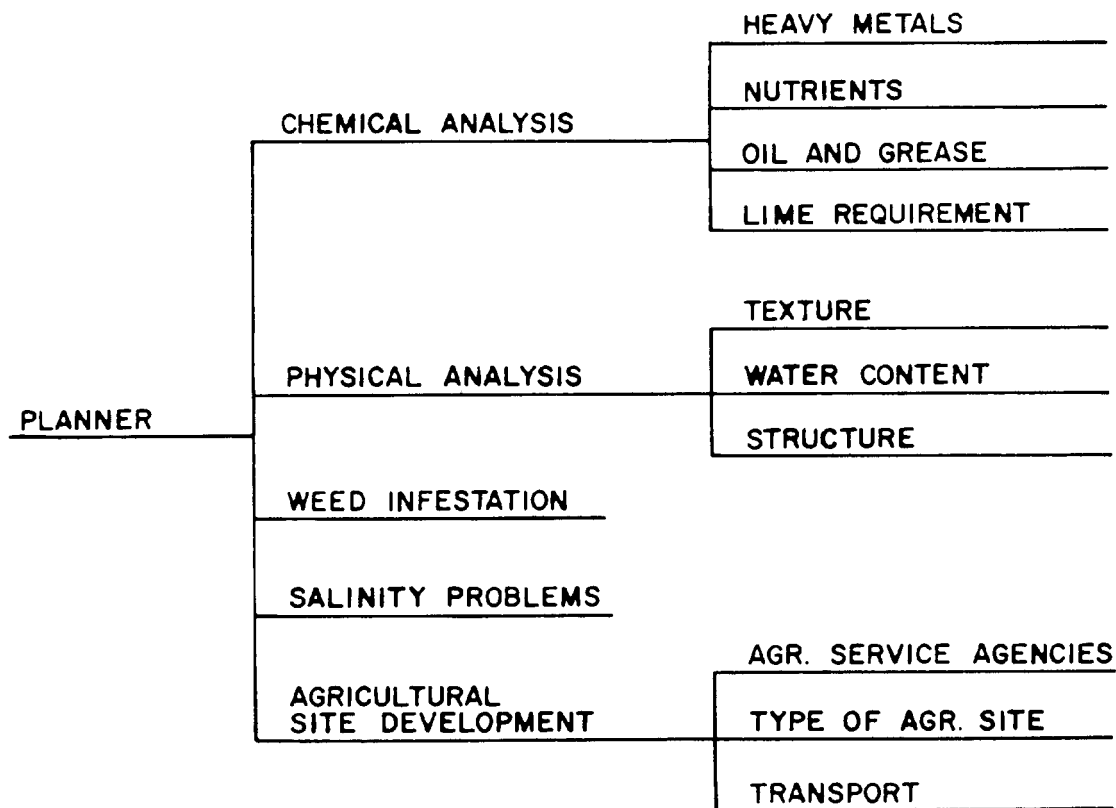 HEAVY METALS
NUTRIENTS
CHEMICAL ANALYSIS
OIL AND GREASE
LIME REQUIREMENT
TEXTURE
PHYSICAL ANALYSIS
WATER CONTENT
PLANNER
STRUCTURE
WEED INFESTATION
SALINITY PROBLEMS
AGR. SERVICE AGENCIES
AGRICULTURAL
SITE DEVELOPMENT
TYPE OF AGR. SITE
TRANSPORT